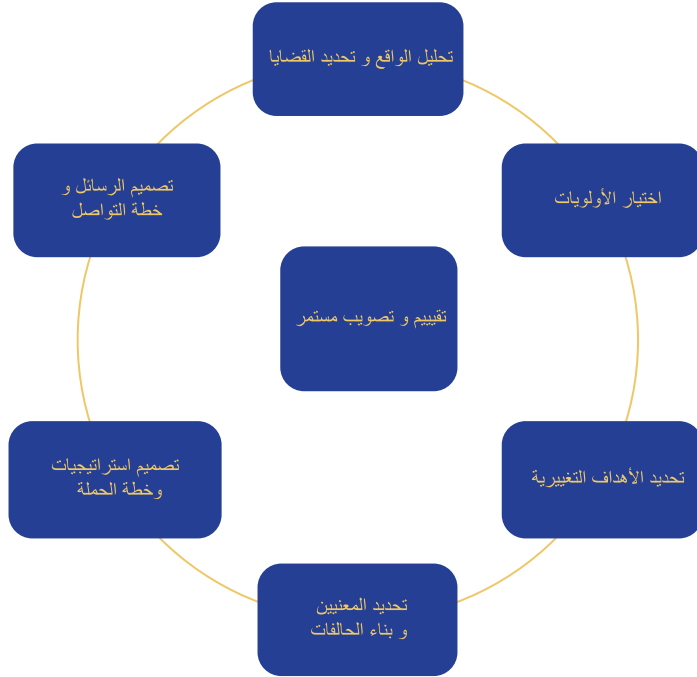 تحليل الواقع و تحديد القضايا
اختيار الأولويات
تحديد الأهداف التغييرية
تحديد المعنيين
و بناء الحالفات
تصميم استراتيجيات
وخطة الحملة
تصميم الرسائل و
خطة التواصل
تقيييم و تصويب مستمر